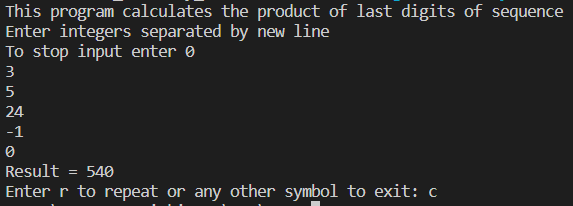 This program calculates the product of last digits of sequence
Enter integers separated by new line
To stop input enter 0
3
5
24
-1
0
Result = 540
Enter r to repeat or any other symbol to exit: c